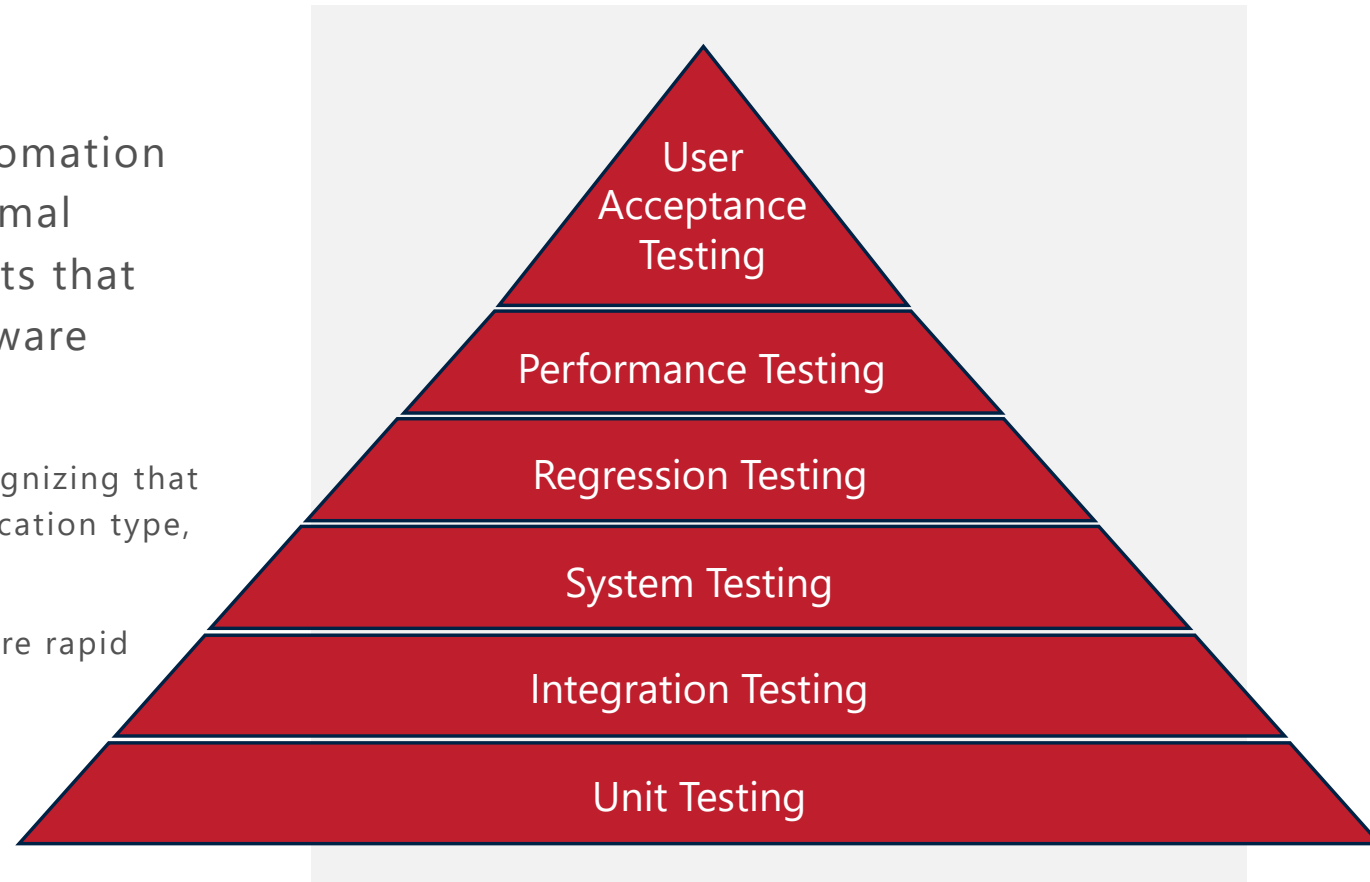 omation
mal
ts that
ware
gnizing that
cation type,
re rapid
User
Acceptance
Testing
Performance Testing
Regression Testing
System Testing
Integration Testing
Unit Testing